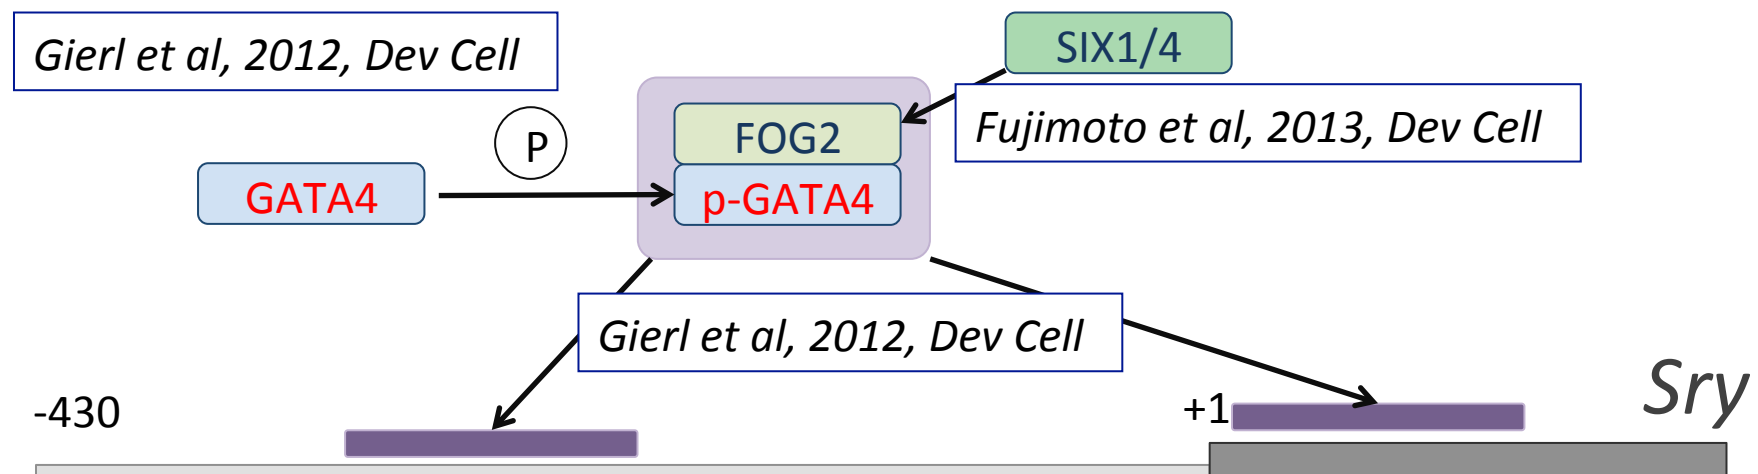 Gierl et al, 2012, Dev Cell
SIX1/4
FOG2
Fujimoto et al, 2013, Dev Cell
P
GATA4
p-GATA4
Gierl et al, 2012, Dev Cell
-430
+1
Sry